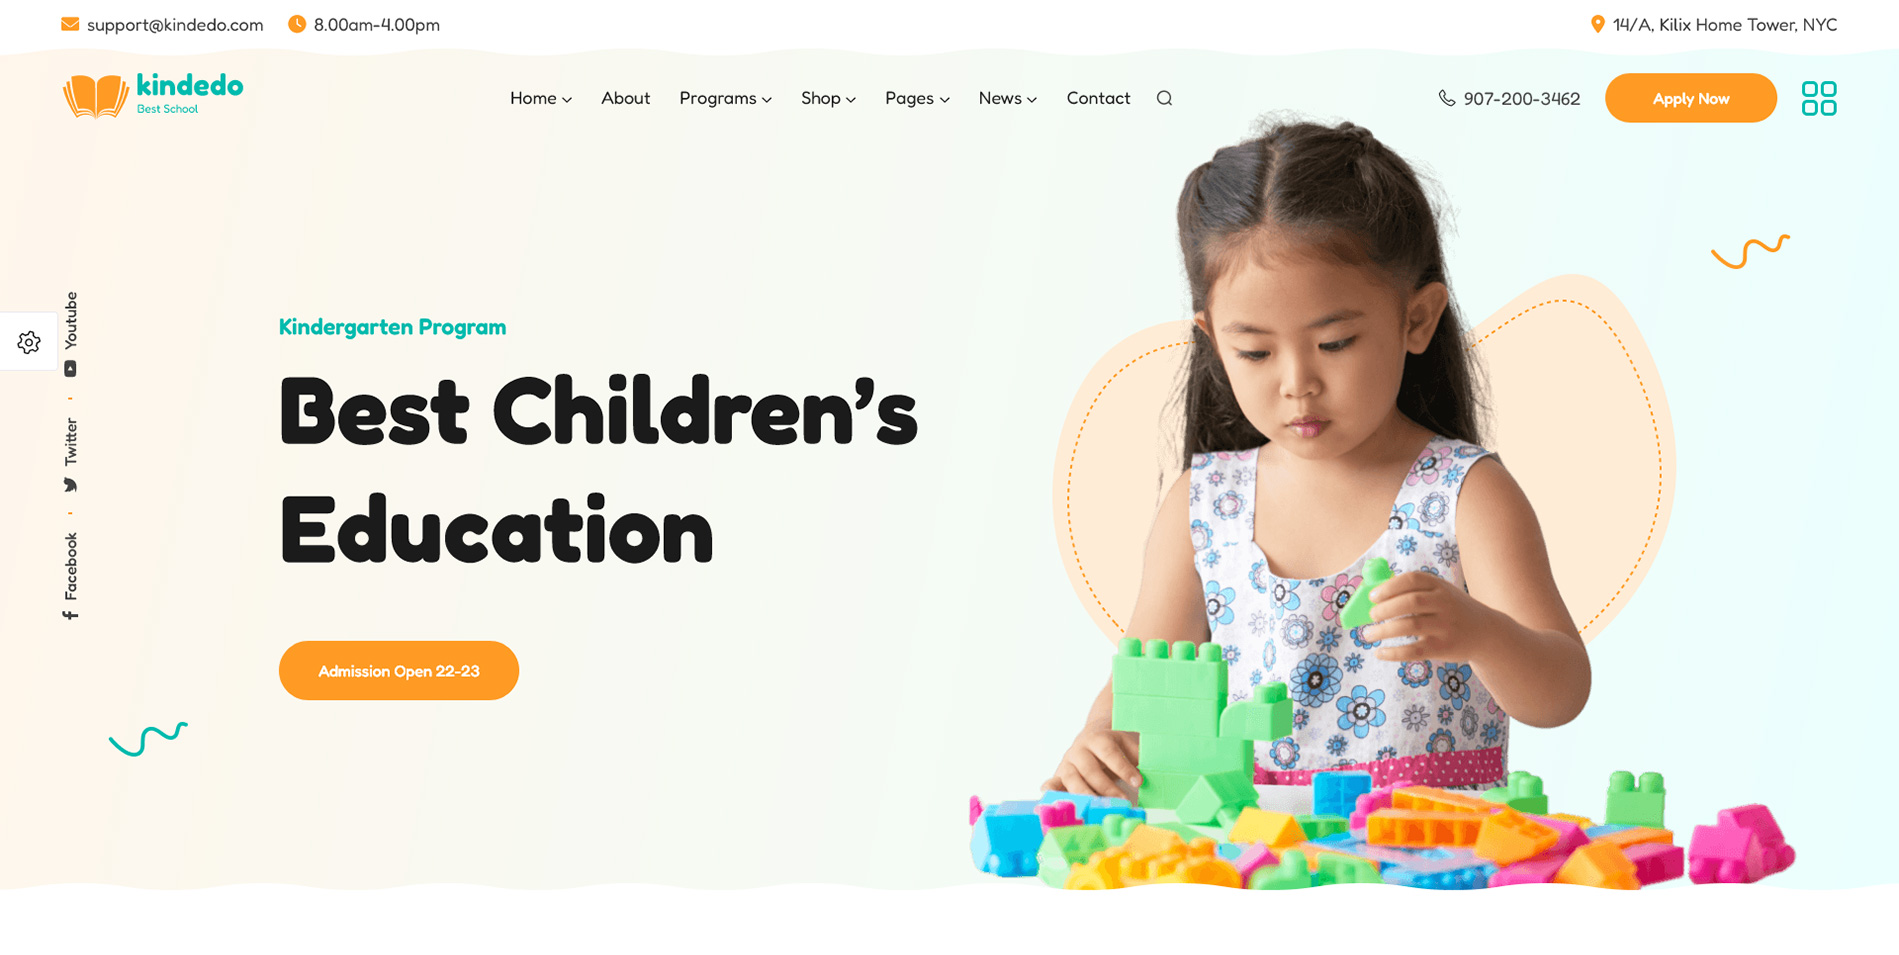 support@kindedo.com
8.00am-4.00pm
14/A, Kilix Home Tower, NYC
kindedo
Best School
Home
About
Programs
Shop
Pages
News
Contact
907-200-3462
Apply Now
Youtube
Twitter
Facebook
Kindergarten Program
Best Children’s
Education
Admission Open 22-23